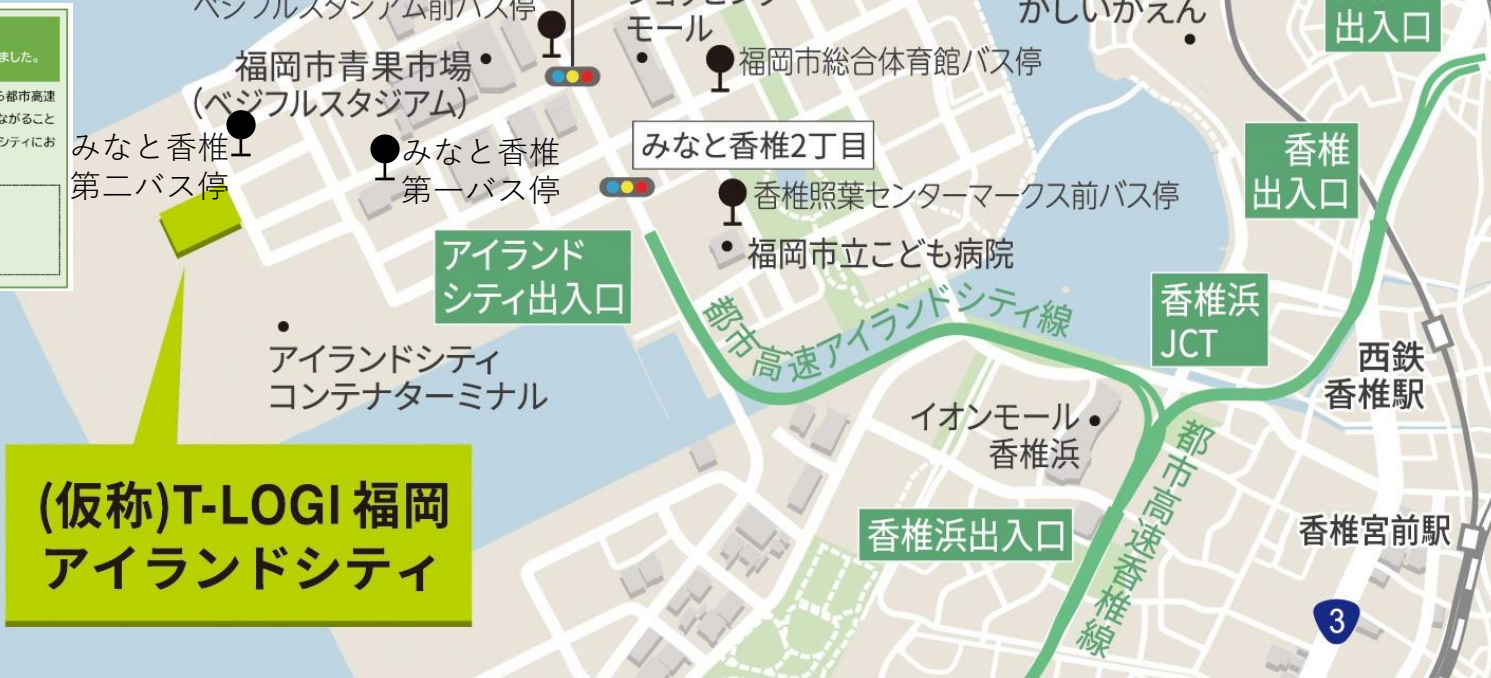 ました。
ら都市高速
ながること
シティにお
ベジフルスタジアム前バス停
モール
かしいかえん
出入口
福岡市青果市場
(ベジフルスタジアム)
福岡市総合体育館バス停
みなと香椎
第二バス停
みなと香椎
第一バス停
みなと香椎2丁目
香椎
出入口
香椎照葉センターマークス前バス停
福岡市立こども病院
アイランド
シティ出入口
都市高速アイランドシティ線
香椎浜
JCT
アイランドシティ
コンテナターミナル
西鉄
香椎駅
イオンモール
香椎浜
都市高速香椎線
(仮称)T-LOGI 福岡
アイランドシティ
香椎浜出入口
香椎宮前駅
3